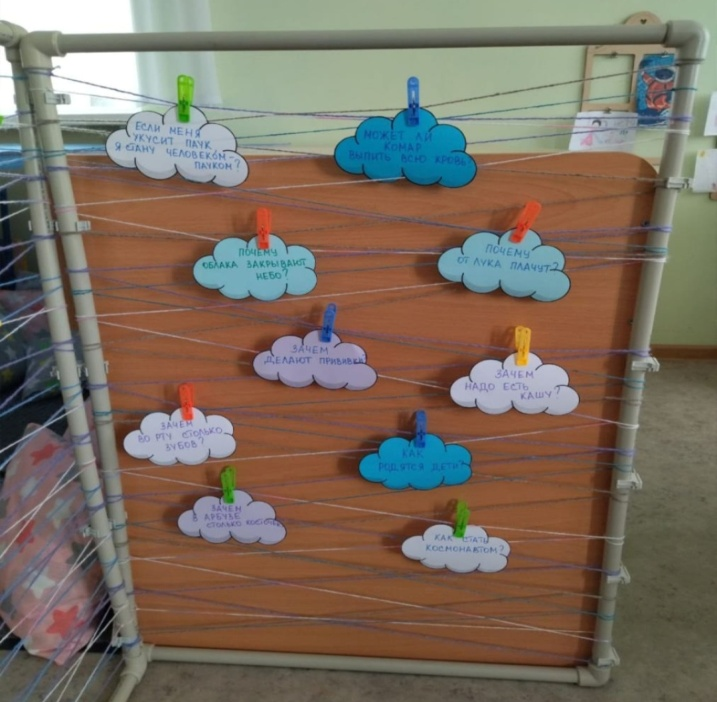 ЕСЛИ МЕНЯ
УКУСИТ ПАУК,
Я СТАНУ ЧЕЛОВЕКОМ-
ПАУКОМ?
МОЖЕТ ЛИ
КОМАР
ВЫПИТЬ ВСЮ КРОВЬ
ПОЧЕМУ
ОБЛАКА ЗАКРЫВАЮТ
НЕБО?
ПОЧЕМУ
ОТ ЛУКА ПЛАЧУТ?
ЗАЧЕМ
ДЕЛАЮТ ПРИВИВКИ
ЗАЧЕМ
НАДО ЕСТЬ
КАШУ?
ЗАЧЕМ
ВО РТУ СТОЛЬКО
ЗУБОВ?
КАК
РОДЯТСЯ ДЕТИ?
ЗАЧЕМ
В АРБУЗЕ
СТОЛЬКО
КАК СТАТЬ
КОСМОНАВТОМ?